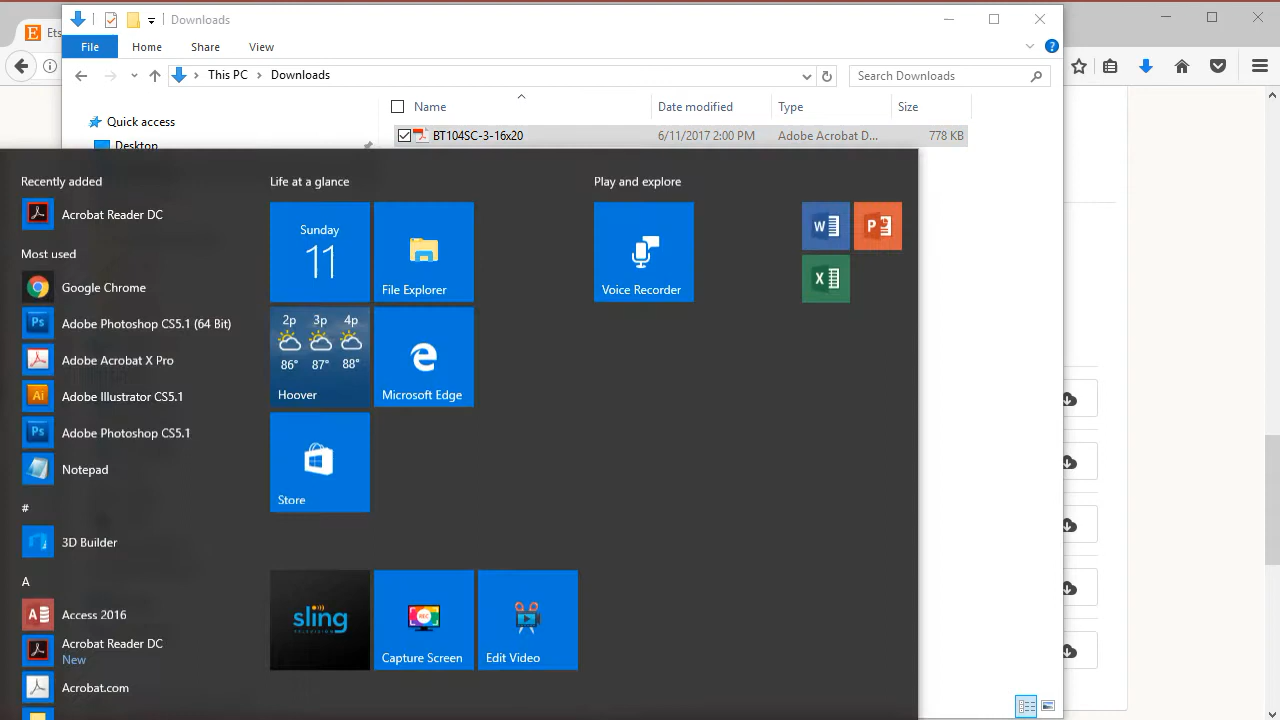 Downloads
Ets
File Home Share View
This PC > Downloads
Search Downloads
Name Date modified Type Size
Quick access
Desktop
BT104SC-3-16x20 6/11/2017 2:00 PM Adobe Acrobat D... 778 KB
Recently added
Acrobat Reader DC
Most used
Google Chrome
Adobe Photoshop CS5.1 (64 Bit)
Adobe Acrobat X Pro
Adobe Illustrator CS5.1
Adobe Photoshop CS5.1
Notepad
#
3D Builder
A
Access 2016
Acrobat Reader DC
New
Acrobat.com
Life at a glance
Sunday
11
File Explorer
2p 3p 4p
86° 87° 88°
Hoover
Microsoft Edge
Store
sling
TELEVISION
REC
Capture Screen
Edit Video
Play and explore
Voice Recorder